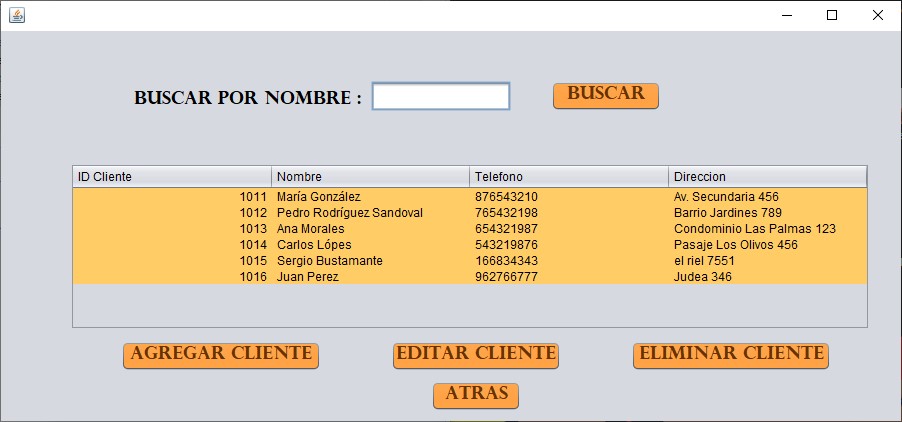 BUSCAR POR NOMBRE : BUSCAR
ID Cliente Nombre Telefono Direccion
1011 María González 876543210 Av. Secundaria 456
1012 Pedro Rodríguez Sandoval 765432198 Barrio Jardines 789
1013 Ana Morales 654321987 Condominio Las Palmas 123
1014 Carlos Lópes 543219876 Pasaje Los Olivos 456
1015 Sergio Bustamante 166834343 el riel 7551
1016 Juan Perez 962766777 Judea 346
AGREGAR CLIENTE EDITAR CLIENTE ELIMINAR CLIENTE
ATRAS